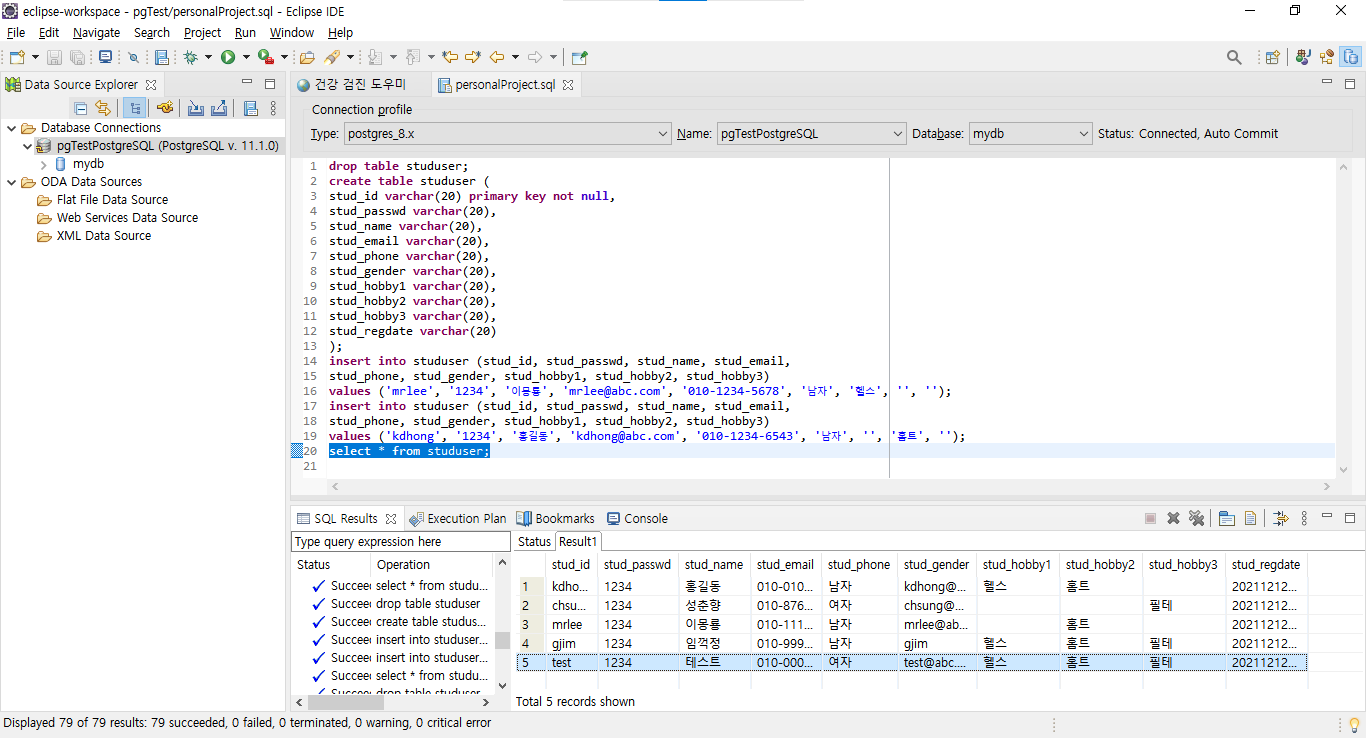 eclipse-workspace - pgTest/personalProject.sql - Eclipse IDE
File Edit Navigate Search Project Run Window Help
Data Source Explorer
Database Connections
pgTestPostgreSQL (PostgreSQL v. 11.1.0)
mydb
ODA Data Sources
Flat File Data Source
Web Services Data Source
XML Data Source
건강 검진 도우미 personalProject.sql
Connection profile
Type: postgres_8.x Name: pgTestPostgreSQL Database: mydb Status: Connected, Auto Commit
1 drop table studuser;
2 create table studuser (
3 stud_id varchar(20) primary key not null,
4 stud_passwd varchar(20),
5 stud_name varchar(20),
6 stud_email varchar(20),
7 stud_phone varchar(20),
8 stud_gender varchar(20),
9 stud_hobby1 varchar(20),
10 stud_hobby2 varchar(20),
11 stud_hobby3 varchar(20),
12 stud_regdate varchar(20)
13 );
14 insert into studuser (stud_id, stud_passwd, stud_name, stud_email,
15 stud_phone, stud_gender, stud_hobby1, stud_hobby2, stud_hobby3)
16 values ('mrlee', '1234', '이몽룡', 'mrlee@abc.com', '010-1234-5678', '남자', '헬스', '', '');
17 insert into studuser (stud_id, stud_passwd, stud_name, stud_email,
18 stud_phone, stud_gender, stud_hobby1, stud_hobby2, stud_hobby3)
19 values ('kdhong', '1234', '홍길동', 'kdhong@abc.com', '010-1234-6543', '남자', '', '홈트', '');
20 select * from studuser;
21
SQL Results Execution Plan Bookmarks Console
Type query expression here
Status Operation
Succee select * from studu...
Succee drop table studuser
Succee create table studus...
Succee insert into studuser...
Succee insert into studuser...
Succee select * from studu...
Succee drop table studuser
Status Result1
stud_id stud_passwd stud_name stud_email stud_phone stud_gender stud_hobby1 stud_hobby2 stud_hobby3 stud_regdate
1 kdho... 1234 홍길동 010-010... 남자 kdhong@... 헬스 홈트 20211212...
2 chsu... 1234 성춘향 010-876... 여자 chsung@... 필테 20211212...
3 mrlee 1234 이몽룡 010-111... 남자 mrlee@ab... 홈트 20211212...
4 gjim 1234 임꺽정 010-999... 남자 gjim 헬스 홈트 필테 20211212...
5 test 1234 테스트 010-000... 여자 test@abc.... 헬스 홈트 필테 20211212...
Total 5 records shown
Displayed 79 of 79 results: 79 succeeded, 0 failed, 0 terminated, 0 warning, 0 critical error